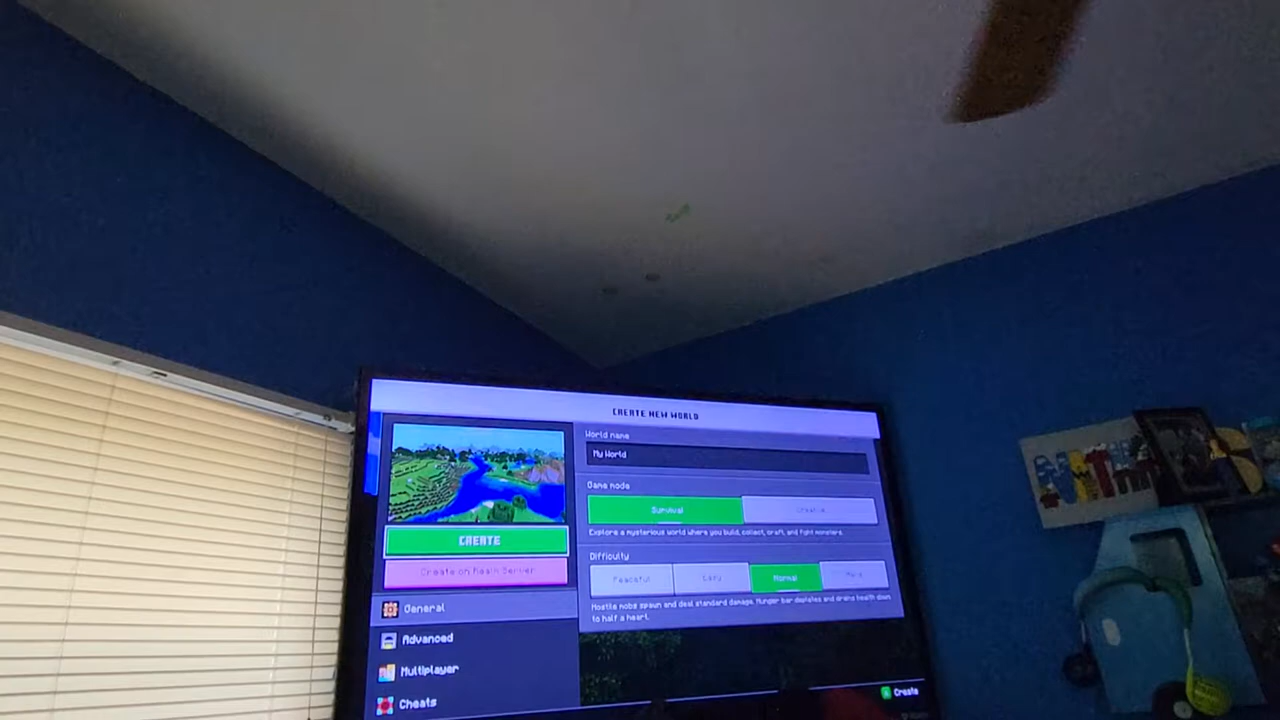 CREATE NEW WORLD
World name
My World
Game mode
Survival
Creative
Explore a mysterious world where you build, collect, craft, and fight monsters.
CREATE
Create on Realm Server
Difficulty
Peaceful
Easy
Normal
Hard
Hostile mobs spawn and deal standard damage. Hunger bar depletes and drains health down
to half a heart.
General
Advanced
Multiplayer
Cheats
A Create